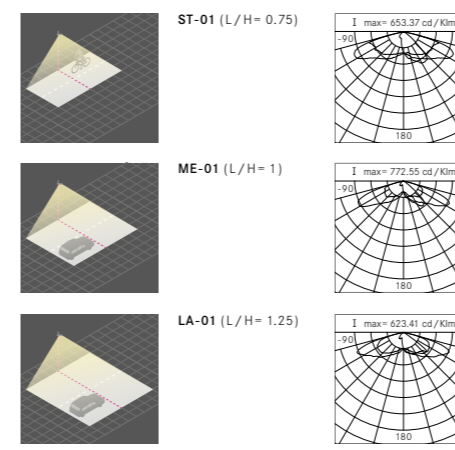 ST-01 (L/H= 0.75)
I max= 653.37 cd/Klm
-90
180
ME-01 (L/H= 1)
I max= 772.55 cd/Klm
-90
180
LA-01 (L/H= 1.25)
I max= 623.41 cd/Klm
-90
180